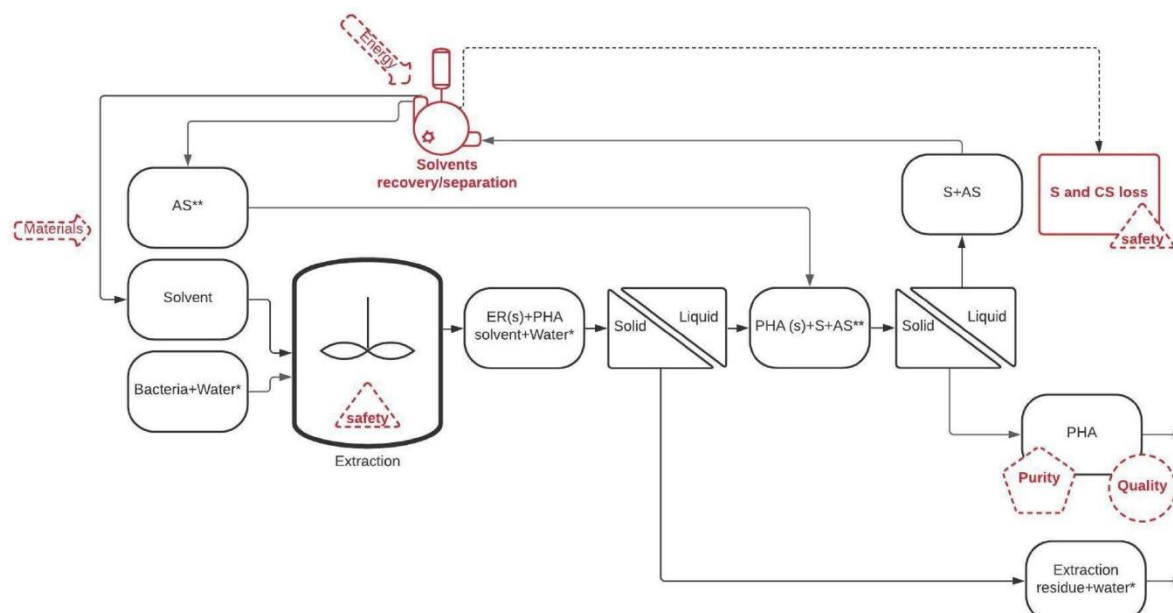 Energy
Solvents
recovery/separation
AS**
S+AS
S and CS loss
safety
Materials
Solvent
ER(s)+PHA
solvent+Water*
Solid
Liquid
PHA (s)+S+AS**
Solid
Liquid
Bacteria+Water*
safety
Extraction
PHA
Purity
Quality
Extraction
residue+water*